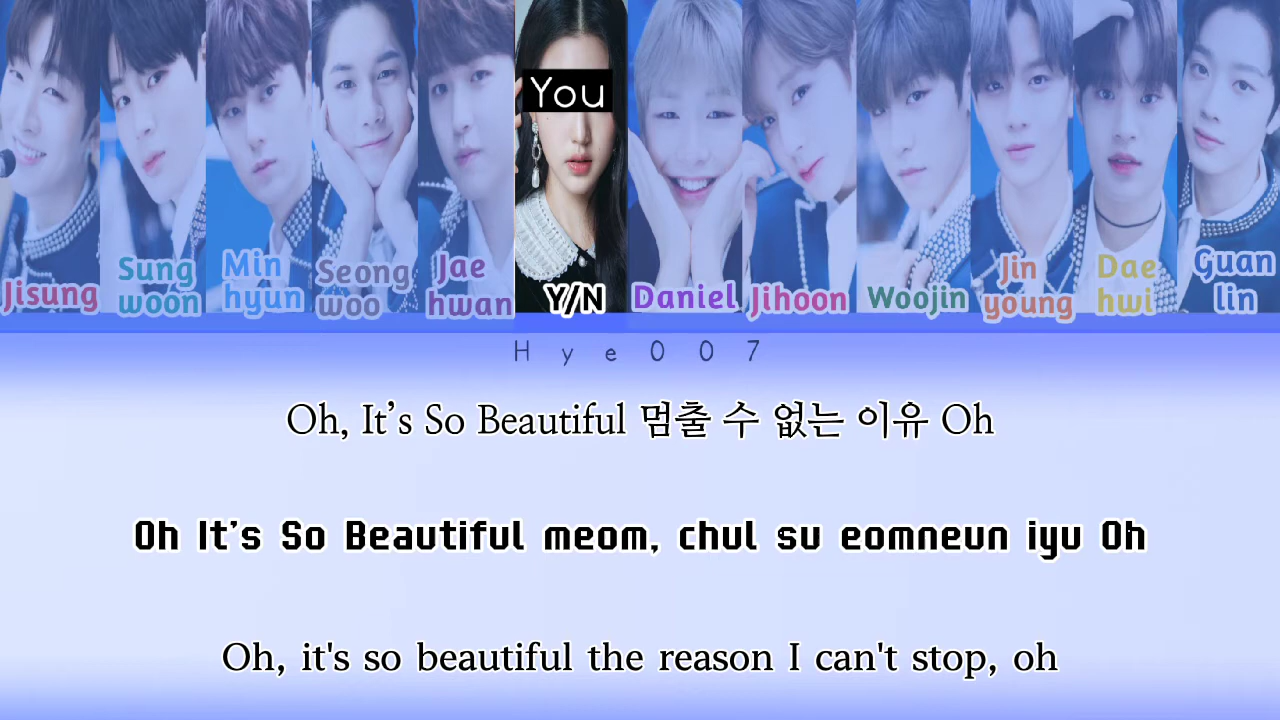 You
Jisung
Sung
woon
Min
hyun
Seong
woo
Jae
hwan
Y/N
Daniel
Jihoon
Woojin
Jin
young
Dae
hwi
Guan
lin
H y e 0 0 7
Oh, It’s So Beautiful 멈출 수 없는 이유 Oh
Oh It’s So Beautiful meom, chul su eomneun iyu Oh
Oh, it's so beautiful the reason I can't stop, oh